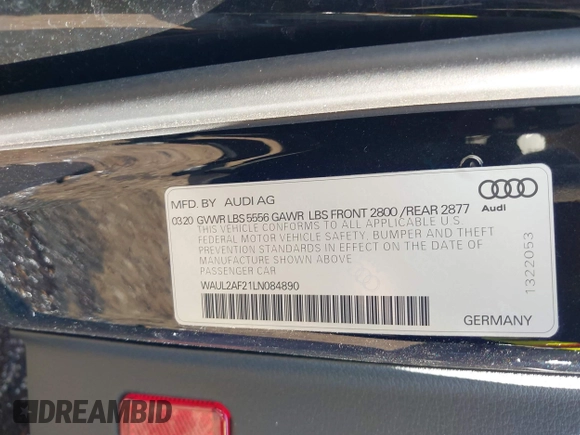 MFD. BY AUDI AG
0320 GVWR LBS 5556 GAWR LBS FRONT 2800 /REAR 2877
THIS VEHICLE CONFORMS TO ALL APPLICABLE U.S.
FEDERAL MOTOR VEHICLE SAFETY, BUMPER AND THEFT
PREVENTION STANDARDS IN EFFECT ON THE DATE OF
MANUFACTURE SHOWN ABOVE
PASSENGER CAR
WAUL2AF21LN084890
Audi
1322053
GERMANY
DREAMBID